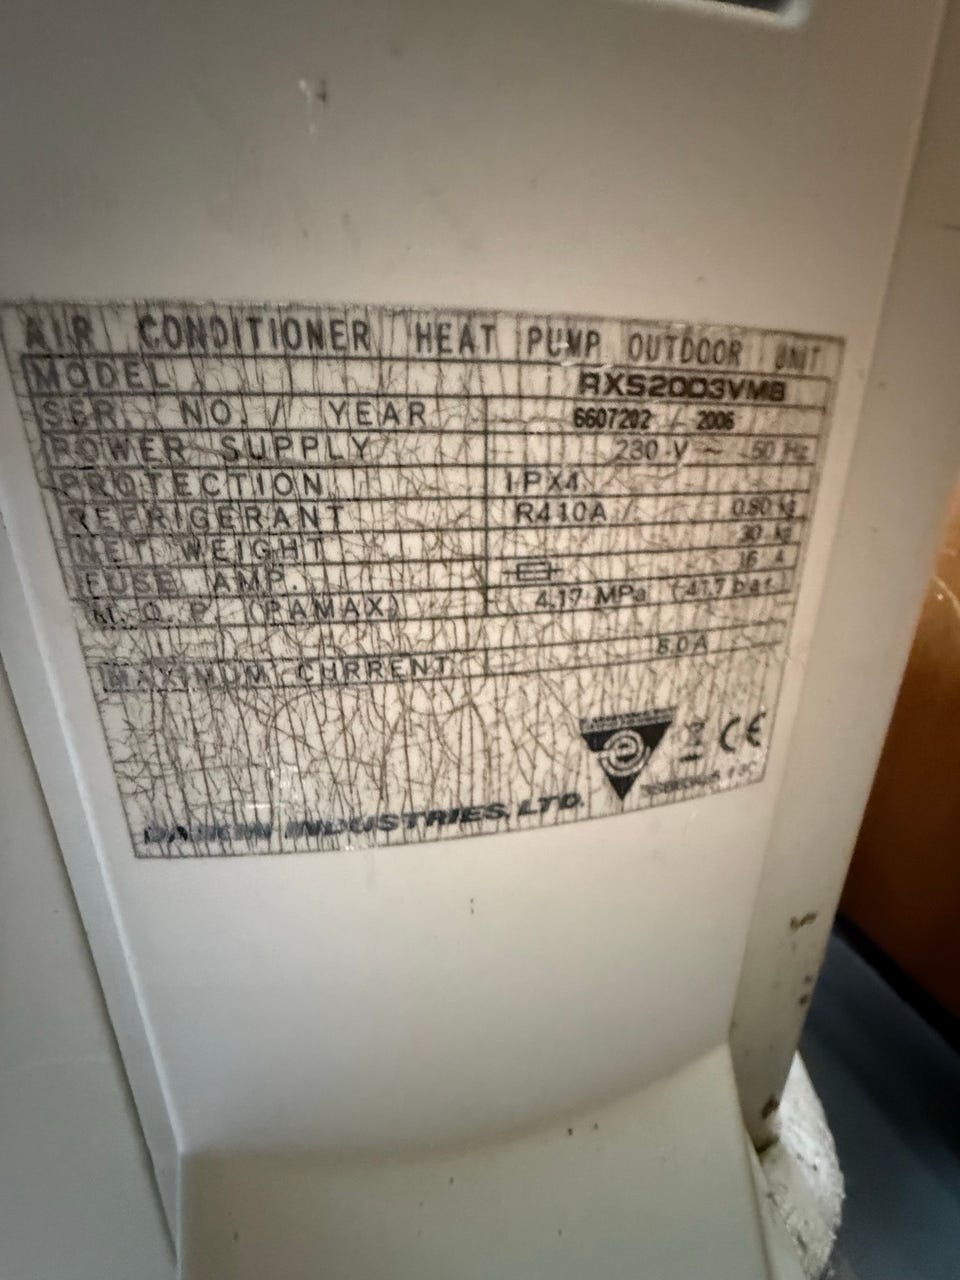 AIR CONDITIONER HEAT PUMP OUTDOOR UNIT
MODEL RXS20D3VMB
SER. NO. / YEAR 6607202 / 2006
POWER SUPPLY 230 V ~ 50 Hz
PROTECTION IPX4
REFRIGERANT R410A / 0.80 kg
NET WEIGHT 30 kg
FUSE AMP. 16 A
M.O.P. (PAMAX) 4.17 MPa (41.7 bar)
MAXIMUM CURRENT 8.0 A
CE
DAIKIN INDUSTRIES, LTD.